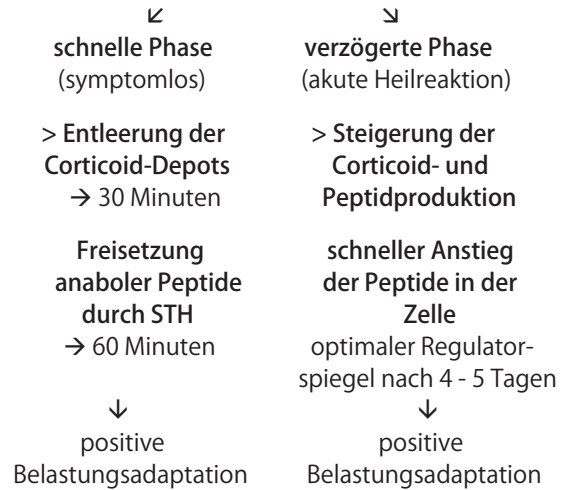 ↙
schnelle Phase
(symptomlos)
> Entleerung der
Corticoid-Depots
→ 30 Minuten
Freisetzung
anaboler Peptide
durch STH
→ 60 Minuten
↓
positive
Belastungsadaptation
↘
verzögerte Phase
(akute Heilreaktion)
> Steigerung der
Corticoid- und
Peptidproduktion
schneller Anstieg
der Peptide in der
Zelle
optimaler Regulator-
spiegel nach 4 - 5 Tagen
↓
positive
Belastungsadaptation